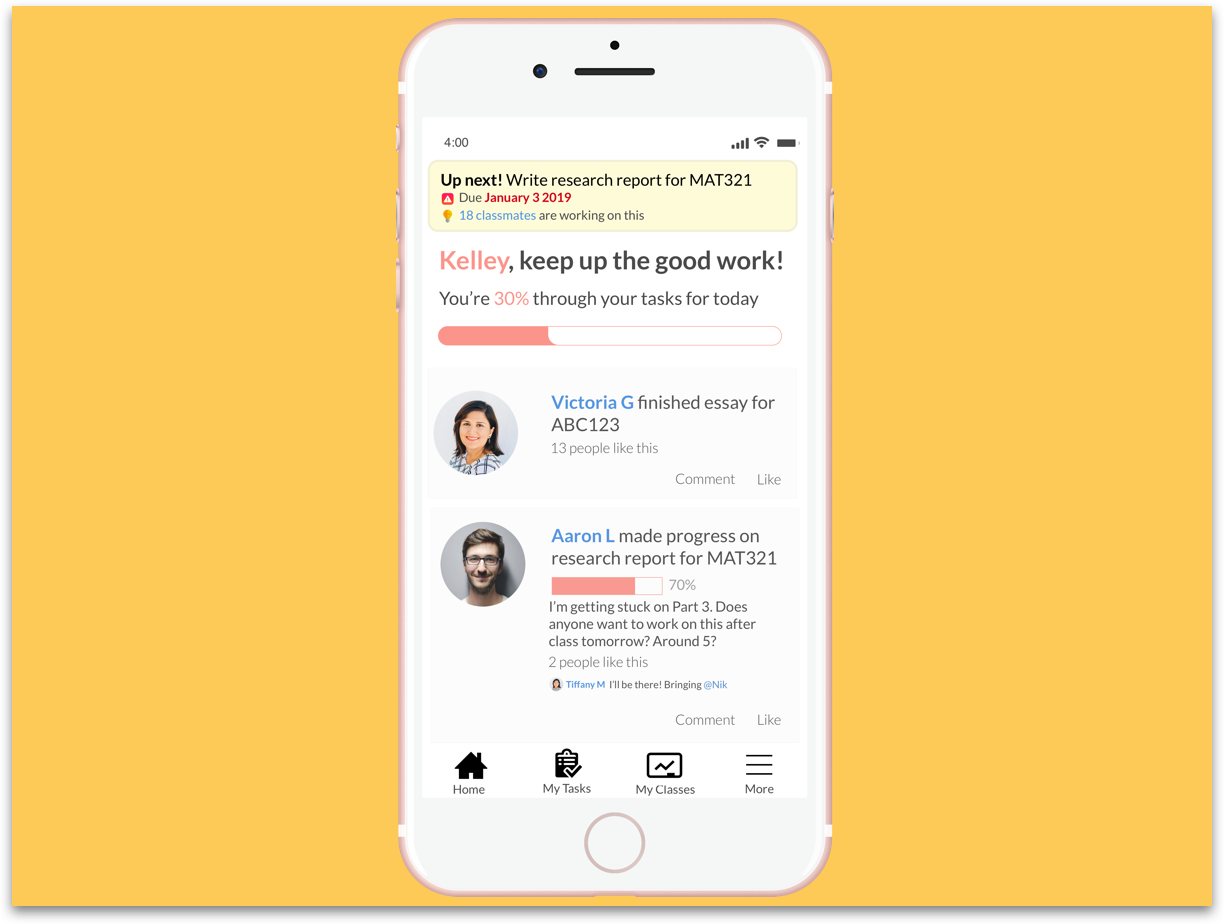 4:00
Up next! Write research report for MAT321
Due January 3 2019
18 classmates are working on this
Kelley, keep up the good work!
You’re 30% through your tasks for today
Victoria G finished essay for
ABC123
13 people like this
Comment Like
Aaron L made progress on
research report for MAT321
70%
I’m getting stuck on Part 3. Does
anyone want to work on this after
class tomorrow? Around 5?
2 people like this
Tiffany M I’ll be there! Bringing @Nik
Comment Like
Home My Tasks My Classes More